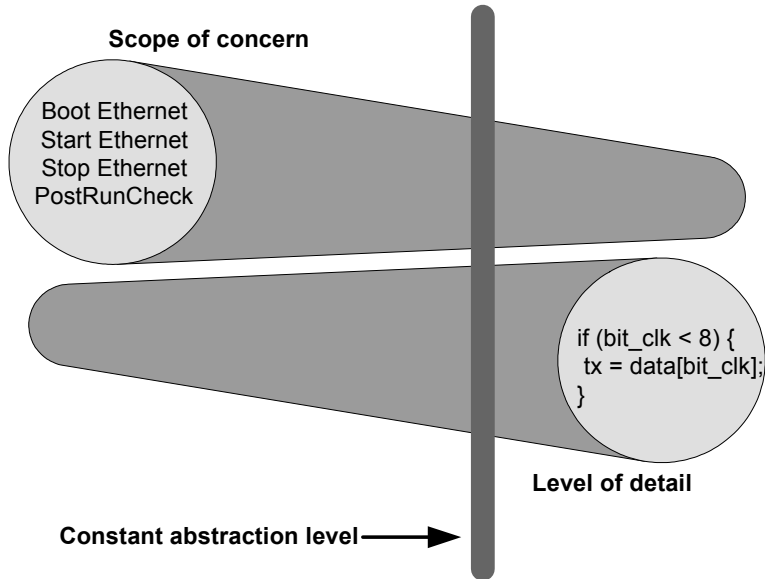 Scope of concern
Boot Ethernet
Start Ethernet
Stop Ethernet
PostRunCheck
if (bit_clk < 8) {
tx = data[bit_clk];
}
Level of detail
Constant abstraction level